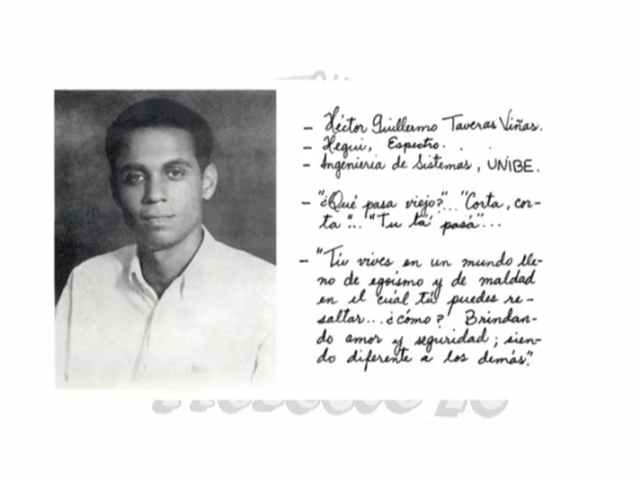 - Héctor Guillermo Taveras Viñas.
- Hegui, Espectro. . .
- Ingeniería de Sistemas, UNIBE.
- "¿Qué pasa viejo?"... "Corta, cor-
ta"... "Tu ta' pasá"...
- "Tú vives en un mundo lle-
no de egoísmo y de maldad
en el cuál tú puedes re-
saltar... ¿cómo? Brindan-
do amor y seguridad; sien-
do diferente a los demás".